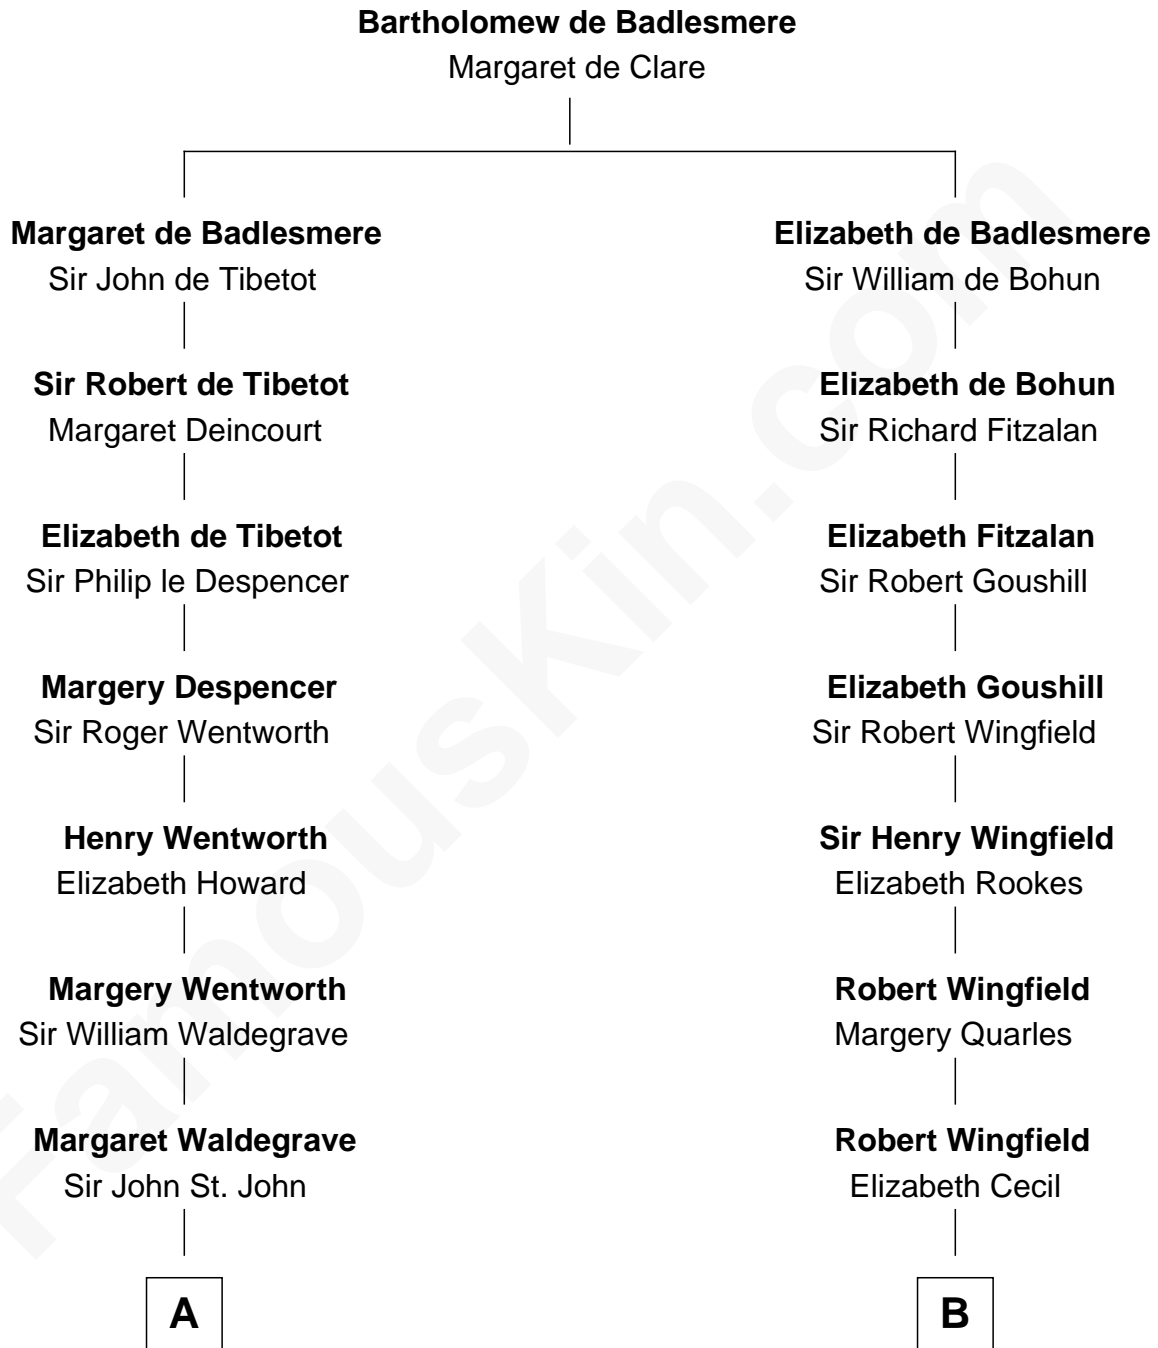 Bartholomew de Badlesmere
Margaret de Clare
Margaret de Badlesmere
Sir John de Tibetot
Elizabeth de Badlesmere
Sir William de Bohun
Sir Robert de Tibetot
Margaret Deincourt
Elizabeth de Bohun
Sir Richard Fitzalan
Elizabeth de Tibetot
Sir Philip le Despencer
Elizabeth Fitzalan
Sir Robert Goushill
Margery Despencer
Sir Roger Wentworth
Elizabeth Goushill
Sir Robert Wingfield
Henry Wentworth
Elizabeth Howard
Sir Henry Wingfield
Elizabeth Rookes
Margery Wentworth
Sir William Waldegrave
Robert Wingfield
Margery Quarles
Margaret Waldegrave
Sir John St. John
Robert Wingfield
Elizabeth Cecil
A
B
FamousKin.com